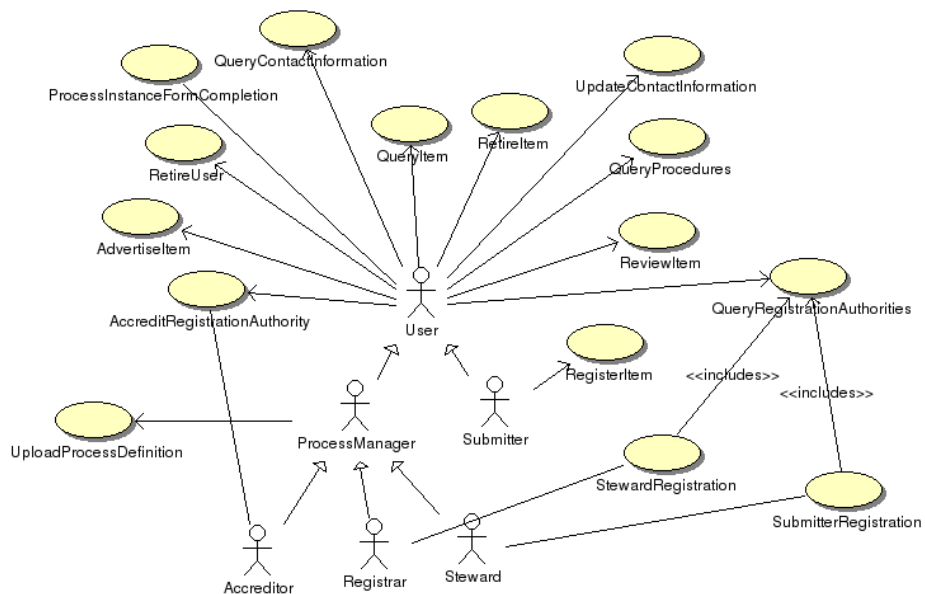 QueryContactInformation
UpdateContactInformation
ProcessInstanceFormCompletion
QueryItem
RetireItem
RetireUser
QueryProcedures
AdvertiseItem
ReviewItem
AccreditRegistrationAuthority
QueryRegistrationAuthorities
User
RegisterItem
<<includes>>
<<includes>>
ProcessManager
Submitter
UploadProcessDefinition
StewardRegistration
SubmitterRegistration
Accreditor
Registrar
Steward